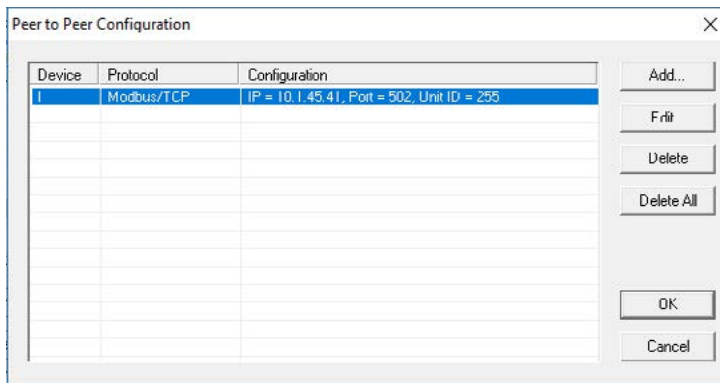 Peer to Peer Configuration
Device Protocol Configuration
1 Modbus/TCP IP = 10.1.45.41, Port = 502, Unit ID = 255
Add...
Edit
Delete
Delete All
OK
Cancel